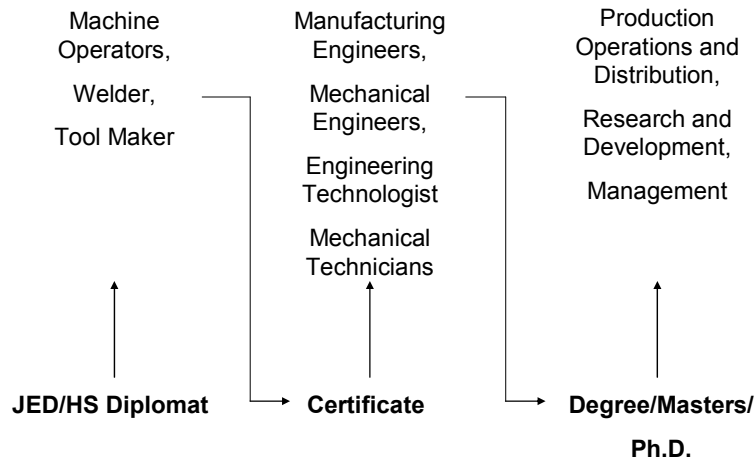 Machine
Operators,
Welder,
Tool Maker
Manufacturing
Engineers,
Mechanical
Engineers,
Engineering
Technologist
Mechanical
Technicians
Production
Operations and
Distribution,
Research and
Development,
Management
JED/HS Diplomat
Certificate
Degree/Masters/
Ph.D.